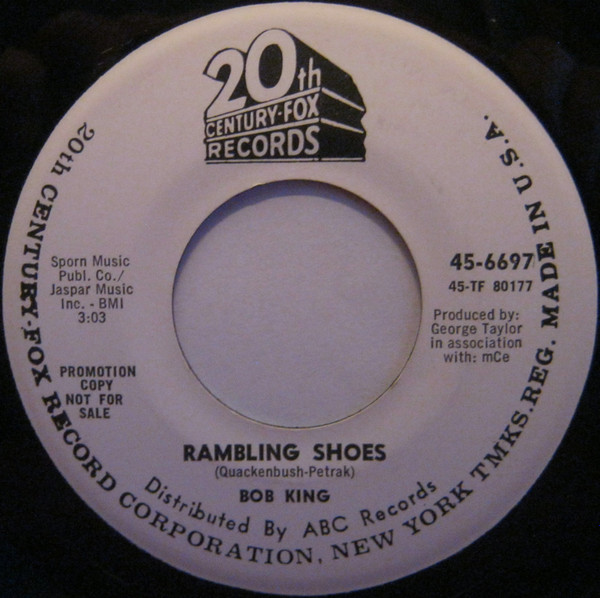 20th
CENTURY-FOX
RECORDS
Sporn Music
Publ. Co./
Jaspar Music
Inc. - BMI
3:03
PROMOTION
COPY
NOT FOR
SALE
45-6697
45-TF 80177
Produced by:
George Taylor
in association
with: mCe
RAMBLING SHOES
(Quackenbush-Petrak)
BOB KING
Distributed By ABC Records
20th CENTURY-FOX RECORD CORPORATION, NEW YORK TMKS.REG. MADE IN U.S.A.